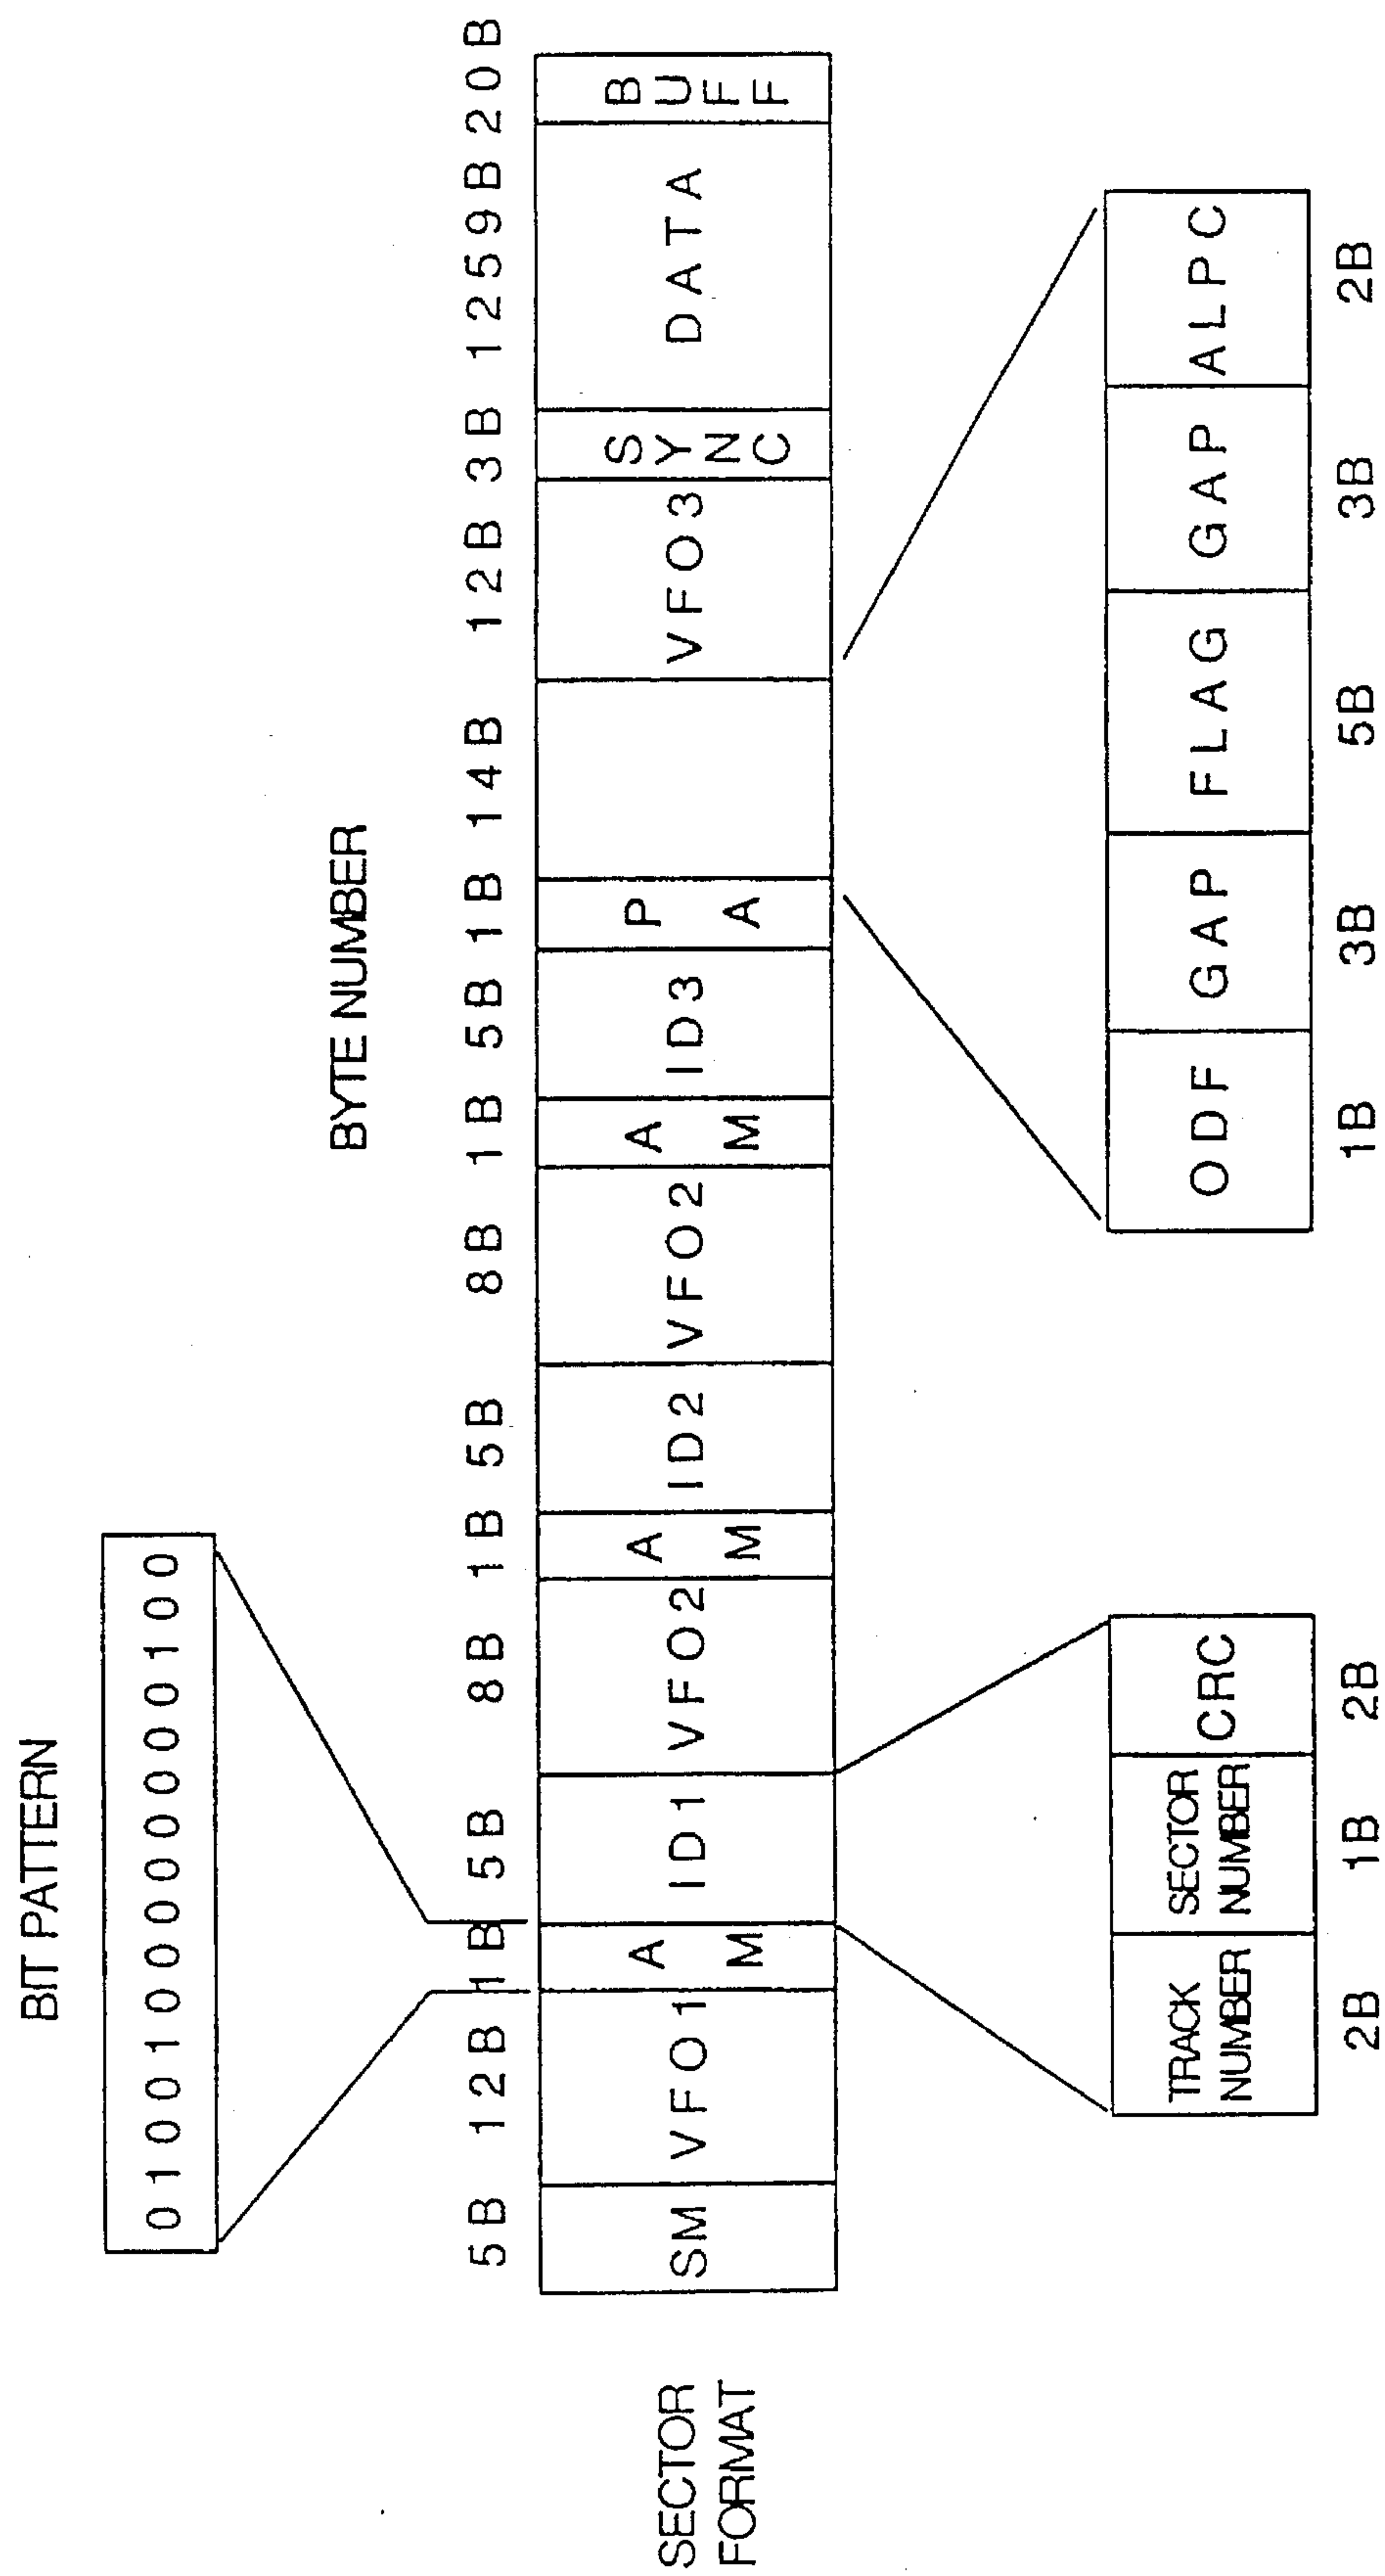 BIT PATTERN
0100100000000100
BYTE NUMBER
5B 12B 1B 5B 8B 1B 5B 8B 1B 5B 1B 14B 12B 3B 1259B 20B
SECTOR
FORMAT
SM VFO1 AM ID1 VFO2 AM ID2 VFO2 AM ID3 PA VFO3 SYNC DATA BUFF
TRACK
NUMBER
SECTOR
NUMBER
CRC
2B 1B 2B
ODF GAP FLAG GAP ALPC
1B 3B 5B 3B 2B